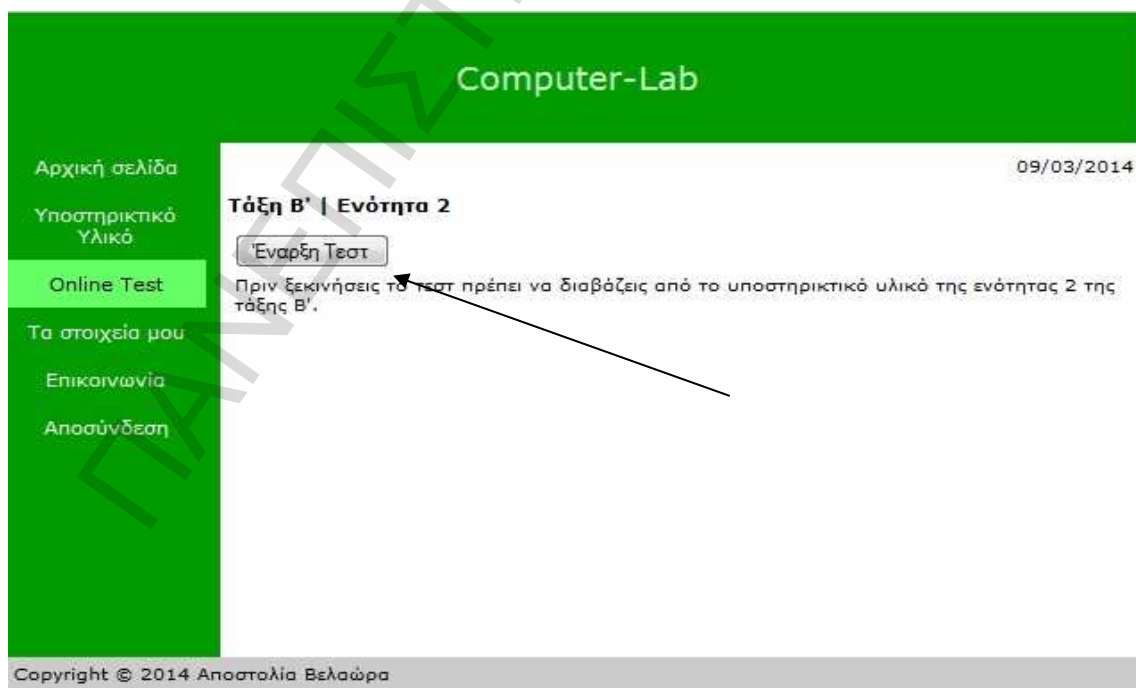 Computer-Lab
Αρχική σελίδα
Υποστηρικτικό
Υλικό
Online Test
Τα στοιχεία μου
Επικοινωνία
Αποσύνδεση
09/03/2014
Τάξη Β' | Ενότητα 2
Έναρξη Τεστ
Πριν ξεκινήσεις το τεστ πρέπει να διαβάζεις από το υποστηρικτικό υλικό της ενότητας 2 της
τάξης Β'.
Copyright © 2014 Αποστολία Βελαώρα
ΠΑΝΕΠΙΣ